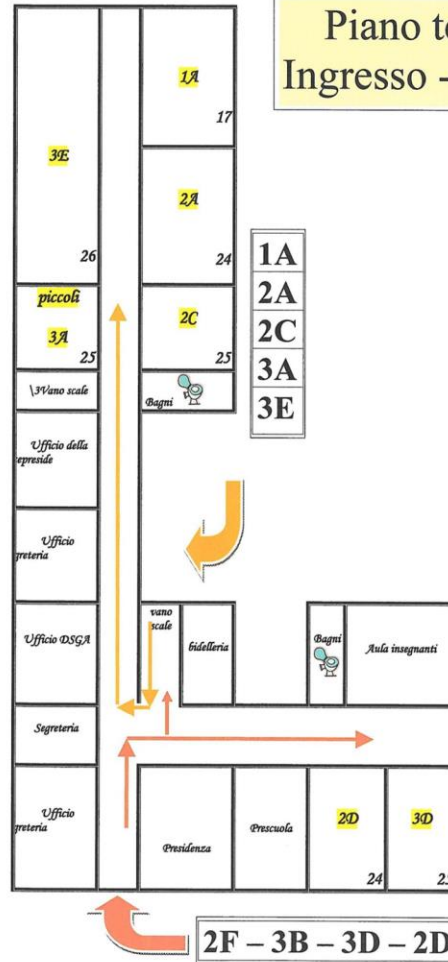 Piano te
Ingresso -
1A
17
3E
26
2A
24
piccoli
3A
25
2C
25
1A
2A
2C
3A
3E
\3Vano scale
Bagni
Ufficio della
epreside
Ufficio
greteria
Ufficio DSGA
vano
scale
bidelleria
Bagni
Aula insegnanti
Segreteria
Ufficio
greteria
Presidenza
Prescuola
2D
24
3D
2F – 3B – 3D – 2D